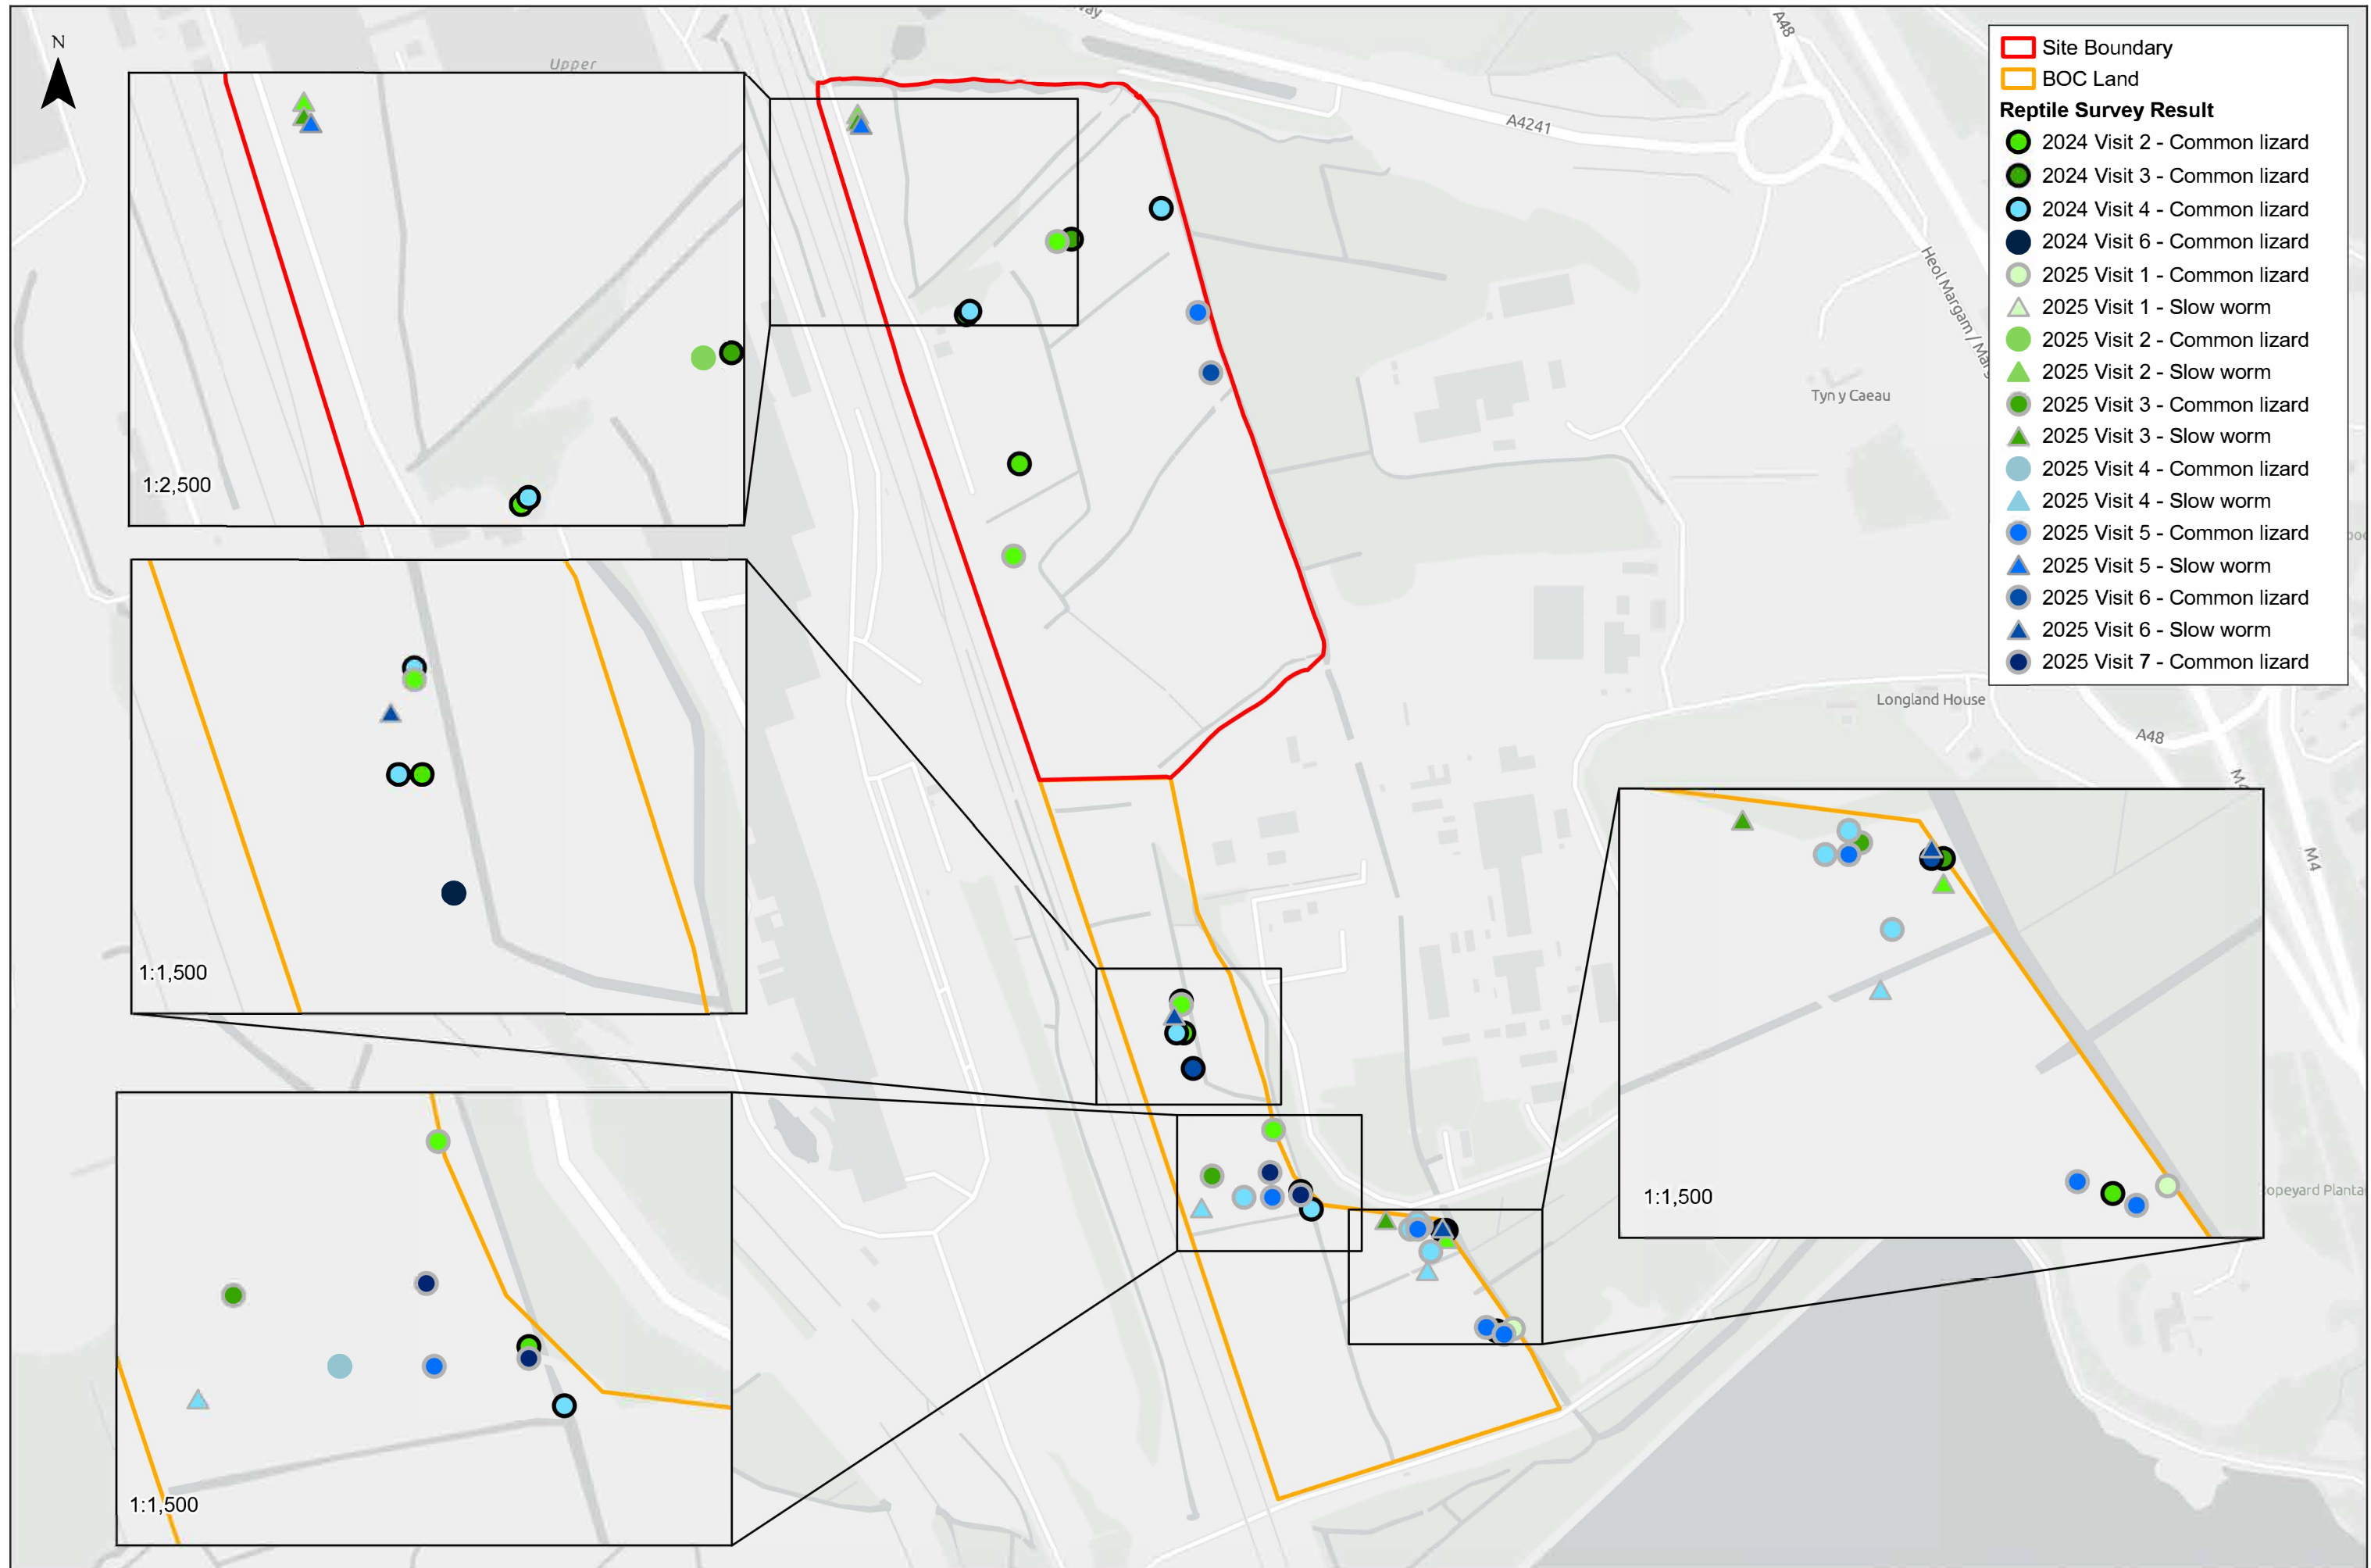 N
Upper
way
A48
A4241
Heol Margam / Marg
Tyn y Caeau
Longland House
A48
M4
M4
opeyard Planta
1:2,500
1:1,500
1:1,500
1:1,500
Site Boundary
BOC Land
Reptile Survey Result
2024 Visit 2 - Common lizard
2024 Visit 3 - Common lizard
2024 Visit 4 - Common lizard
2024 Visit 6 - Common lizard
2025 Visit 1 - Common lizard
2025 Visit 1 - Slow worm
2025 Visit 2 - Common lizard
2025 Visit 2 - Slow worm
2025 Visit 3 - Common lizard
2025 Visit 3 - Slow worm
2025 Visit 4 - Common lizard
2025 Visit 4 - Slow worm
2025 Visit 5 - Common lizard
2025 Visit 5 - Slow worm
2025 Visit 6 - Common lizard
2025 Visit 6 - Slow worm
2025 Visit 7 - Common lizard